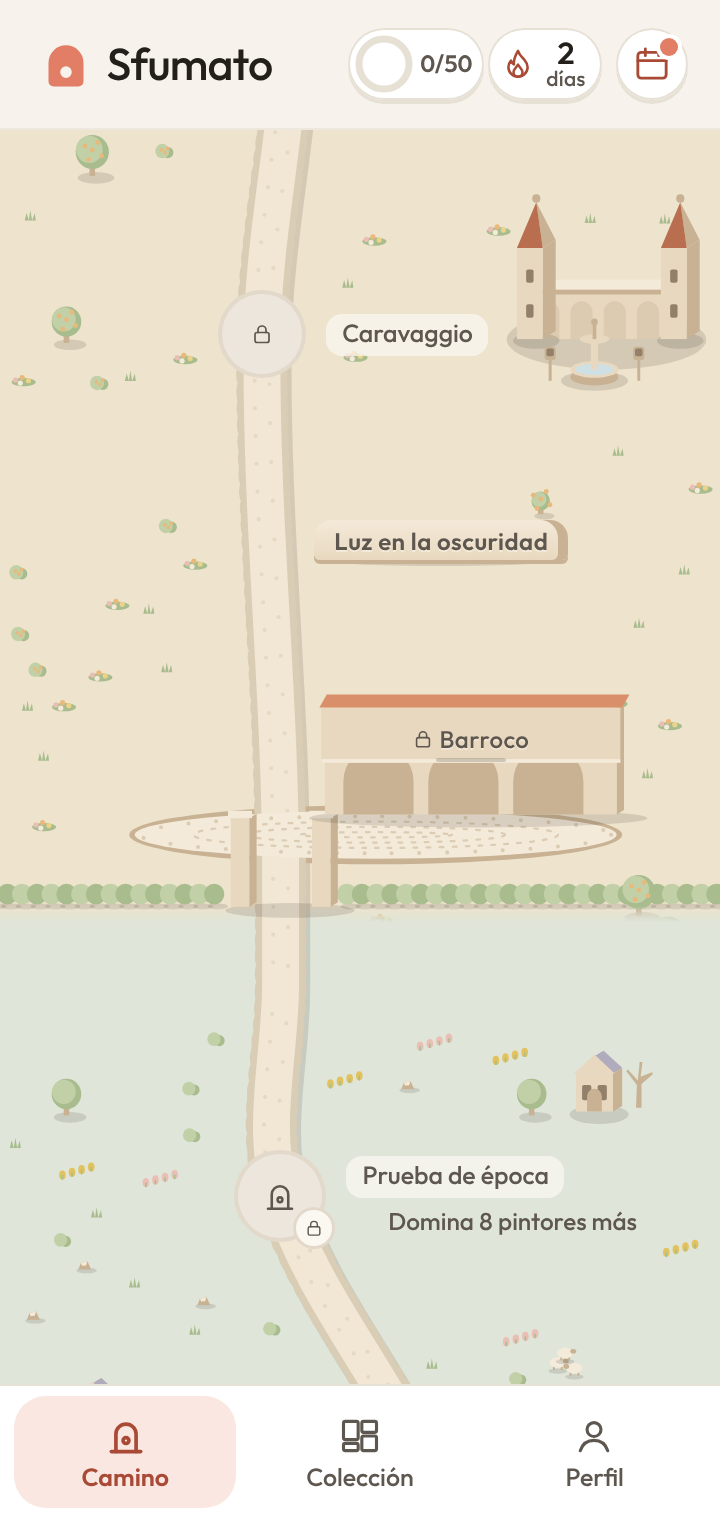 Sfumato
0/50
2
días
Caravaggio
Luz en la oscuridad
Barroco
Prueba de época
Domina 8 pintores más
Camino
Colección
Perfil